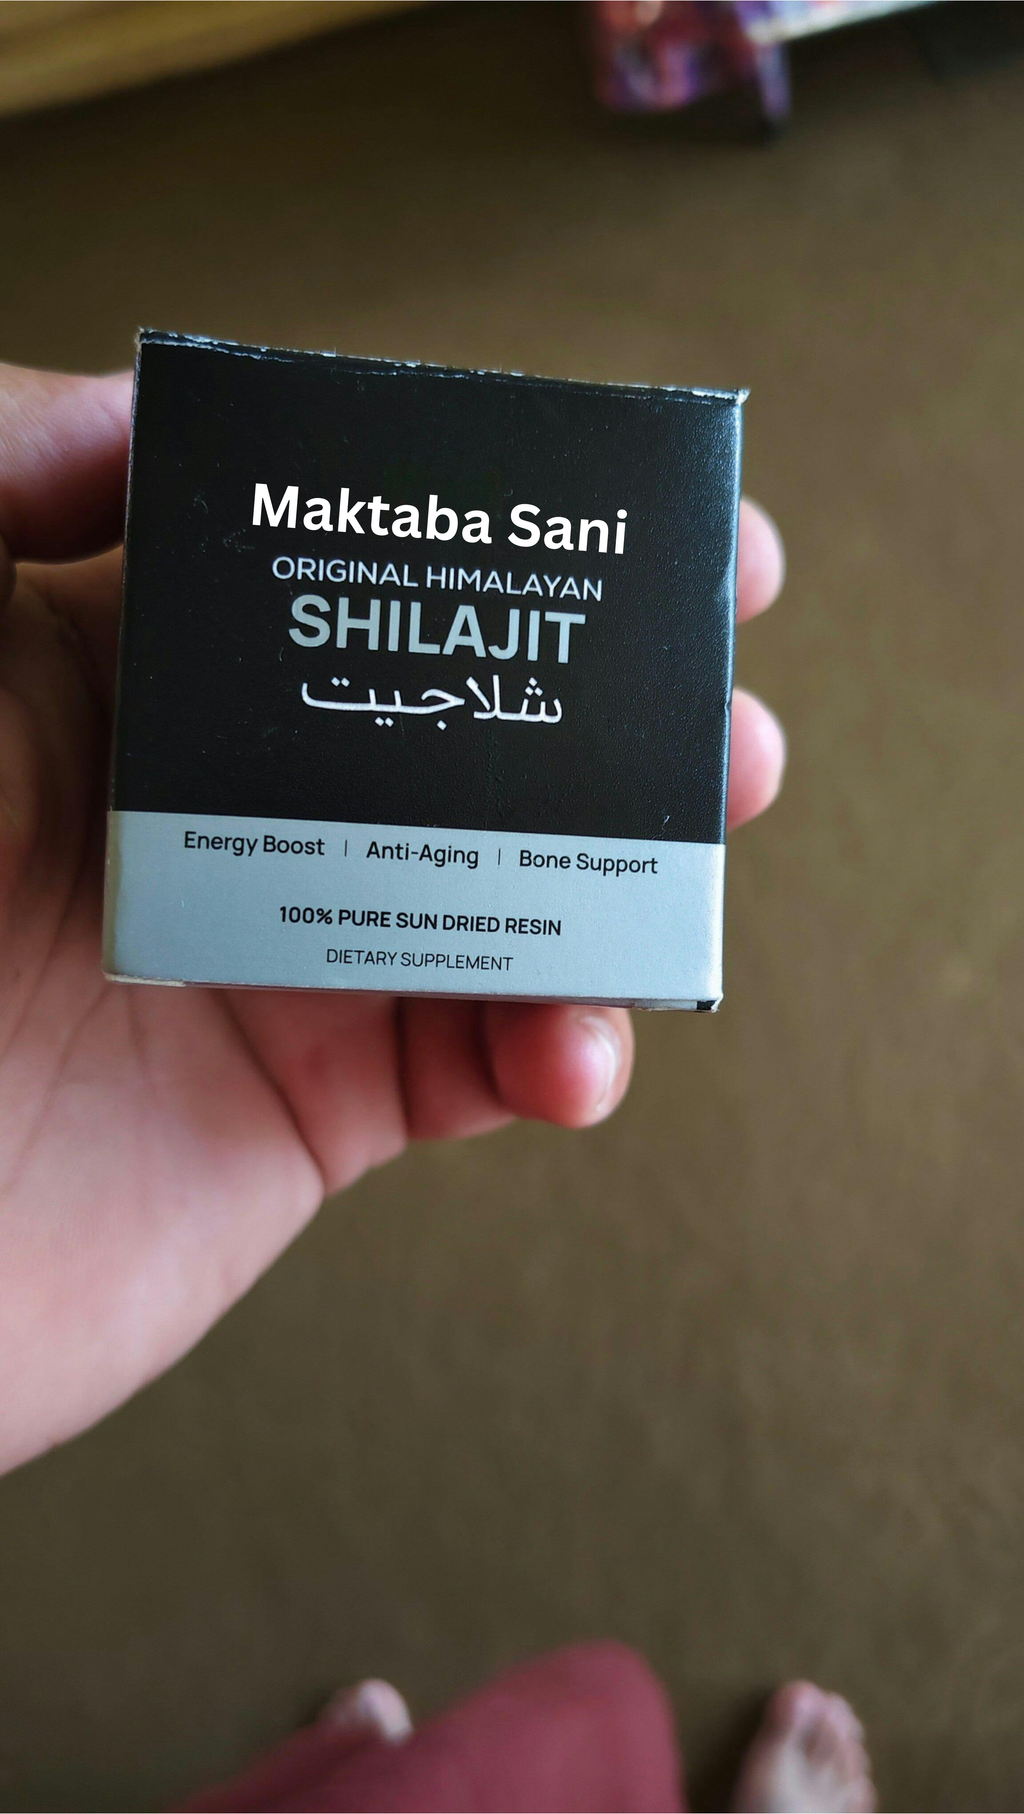 Maktaba Sani
ORIGINAL HIMALAYAN
SHILAJIT
شلاجيت
Energy Boost | Anti-Aging | Bone Support
100% PURE SUN DRIED RESIN
DIETARY SUPPLEMENT